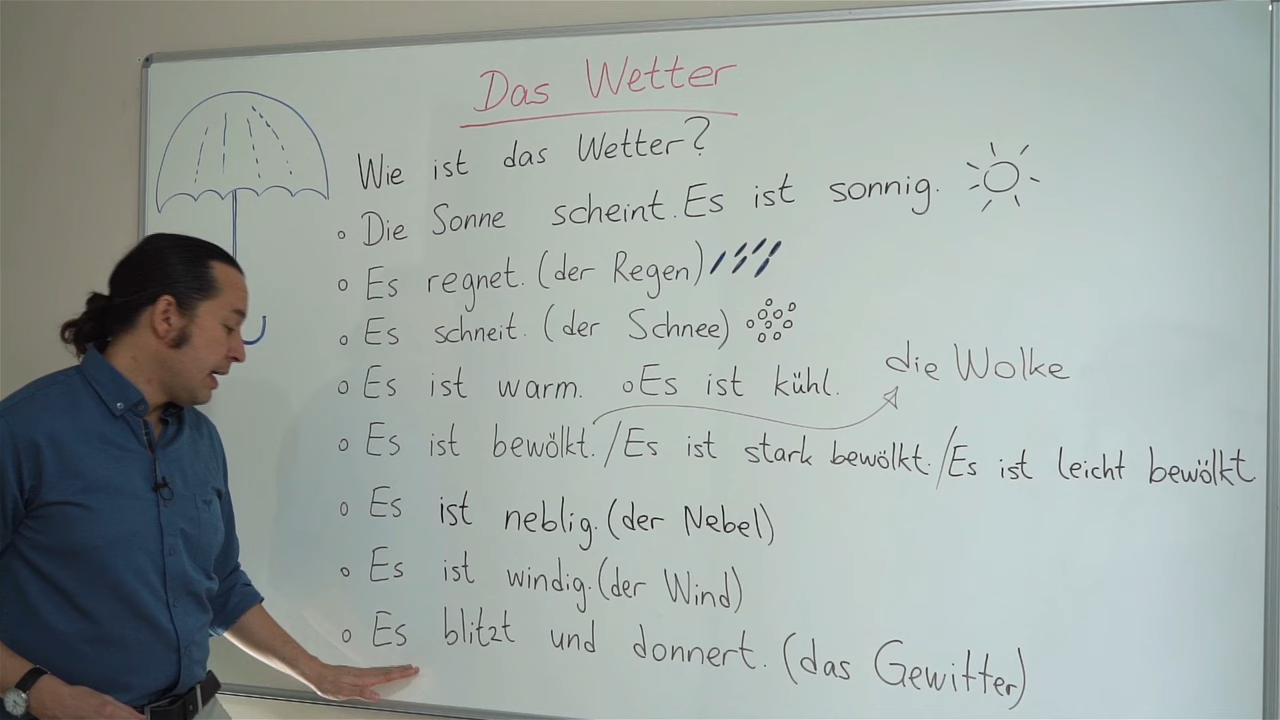 Das Wetter
Wie ist das Wetter?
Die Sonne scheint. Es ist sonnig.
Es regnet. (der Regen)
Es schneit. (der Schnee)
die Wolke
Es ist warm. Es ist kühl.
Es ist bewölkt. / Es ist stark bewölkt. / Es ist leicht bewölkt
Es ist neblig. (der Nebel)
Es ist windig. (der Wind)
Es blitzt und donnert. (das Gewitter)